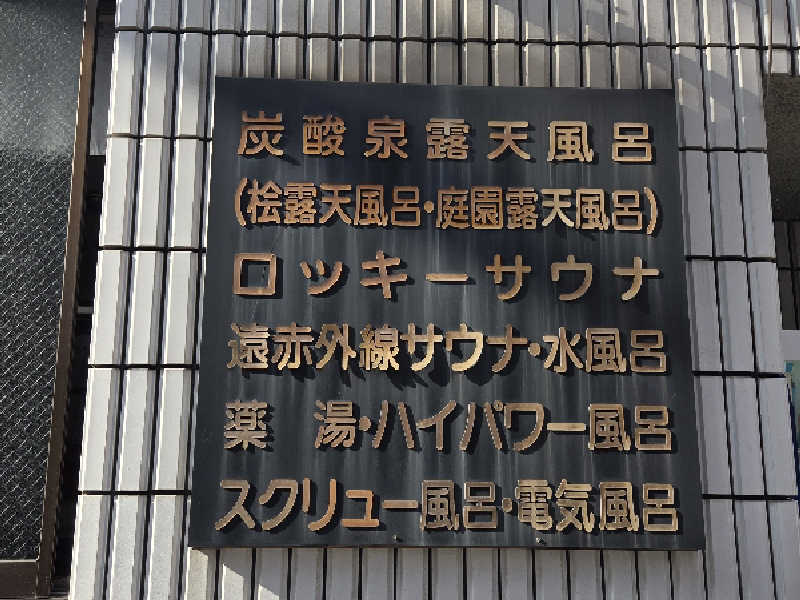 炭酸泉露天風呂
(桧露天風呂・庭園露天風呂)
ロッキーサウナ
遠赤外線サウナ・水風呂
薬　湯・ハイパワー風呂
スクリュー風呂・電気風呂